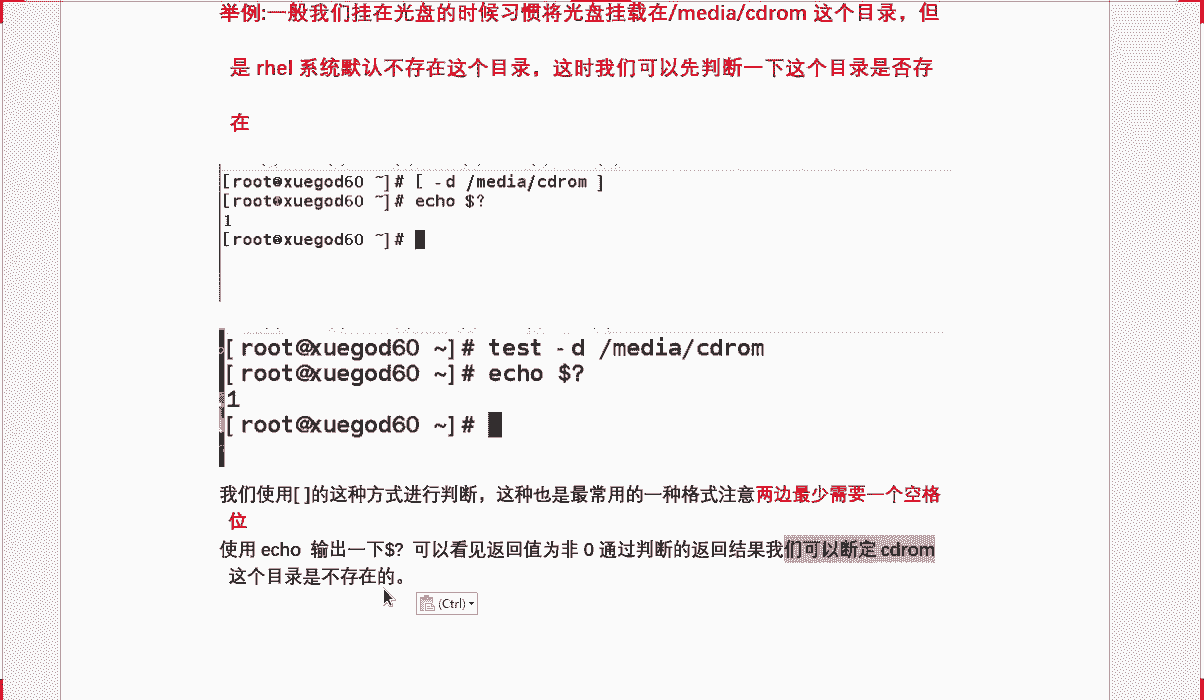 举例:一般我们挂在光盘的时候习惯将光盘挂载在/media/cdrom 这个目录，但
是 rhel 系统默认不存在这个目录，这时我们可以先判断一下这个目录是否存
在
[root@xuegod60 ~]# [ -d /media/cdrom ]
[root@xuegod60 ~]# echo $?
1
[root@xuegod60 ~]#
[root@xuegod60 ~]# test -d /media/cdrom
[root@xuegod60 ~]# echo $?
1
[root@xuegod60 ~]#
我们使用[ ]的这种方式进行判断，这种也是最常用的一种格式注意两边最少需要一个空格
位
使用 echo 输出一下$? 可以看见返回值为非 0 通过判断的返回结果我们可以断定 cdrom
这个目录是不存在的。
(Ctrl)